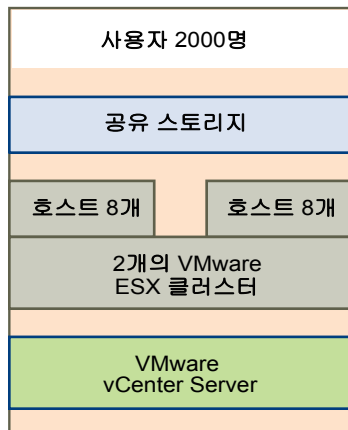 사용자 2000명
공유 스토리지
호스트 8개
호스트 8개
2개의 VMware
ESX 클러스터
VMware
vCenter Server